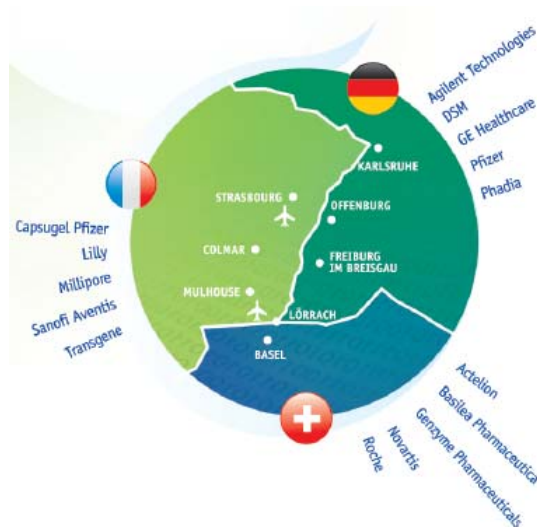 Agilent Technologies
DSM
GE Healthcare
Pfizer
Phadia
KARLSRUHE
STRASBOURG
OFFENBURG
Capsugel Pfizer
Lilly
Millipore
Sanofi Aventis
Transgene
COLMAR
FREIBURG
IM BREISGAU
MULHOUSE
LÖRRACH
BASEL
Actelion
Basilea Pharmaceutica
Genzyme Pharmaceuticals
Novartis
Roche